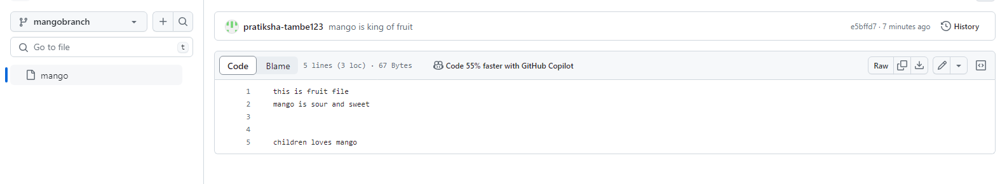 mangobranch
Go to file
t
mango
pratiksha-tambe123 mango is king of fruit
e5bffd7 · 7 minutes ago
History
Code
Blame
5 lines (3 loc) · 67 Bytes
Code 55% faster with GitHub Copilot
Raw
1 this is fruit file
2 mango is sour and sweet
3
4
5 children loves mango